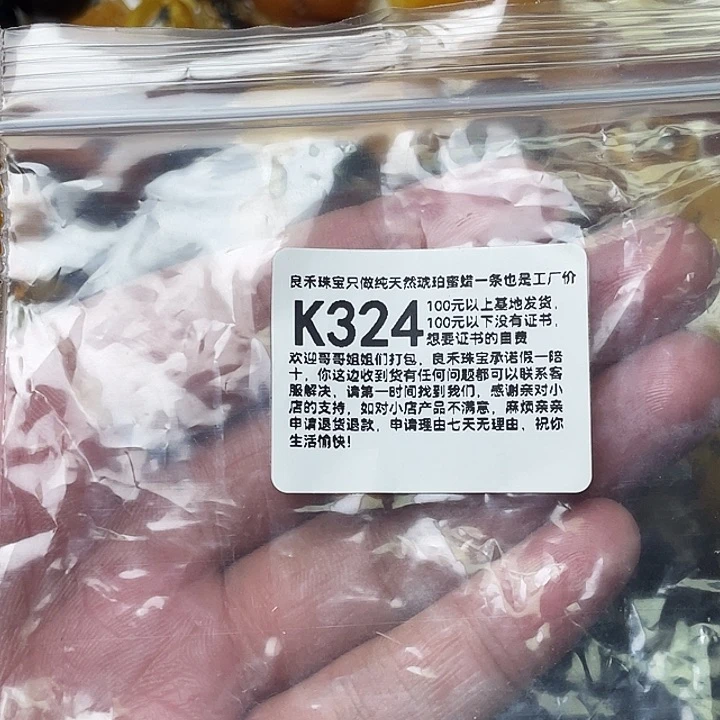 良禾珠宝只做纯天然琥珀蜜蜡一条也是工厂价
K324
100元以上基地发货，
100元以下没有证书，
想要证书的自费
欢迎哥哥姐姐们打包，良禾珠宝承诺假一赔
十，你这边收到货有任何问题都可以联系客
服解决，请第一时间找到我们，感谢亲对小
店的支持，如对小店产品不满意，麻烦亲亲
申请退货退款，申请理由七天无理由，祝你
生活愉快！